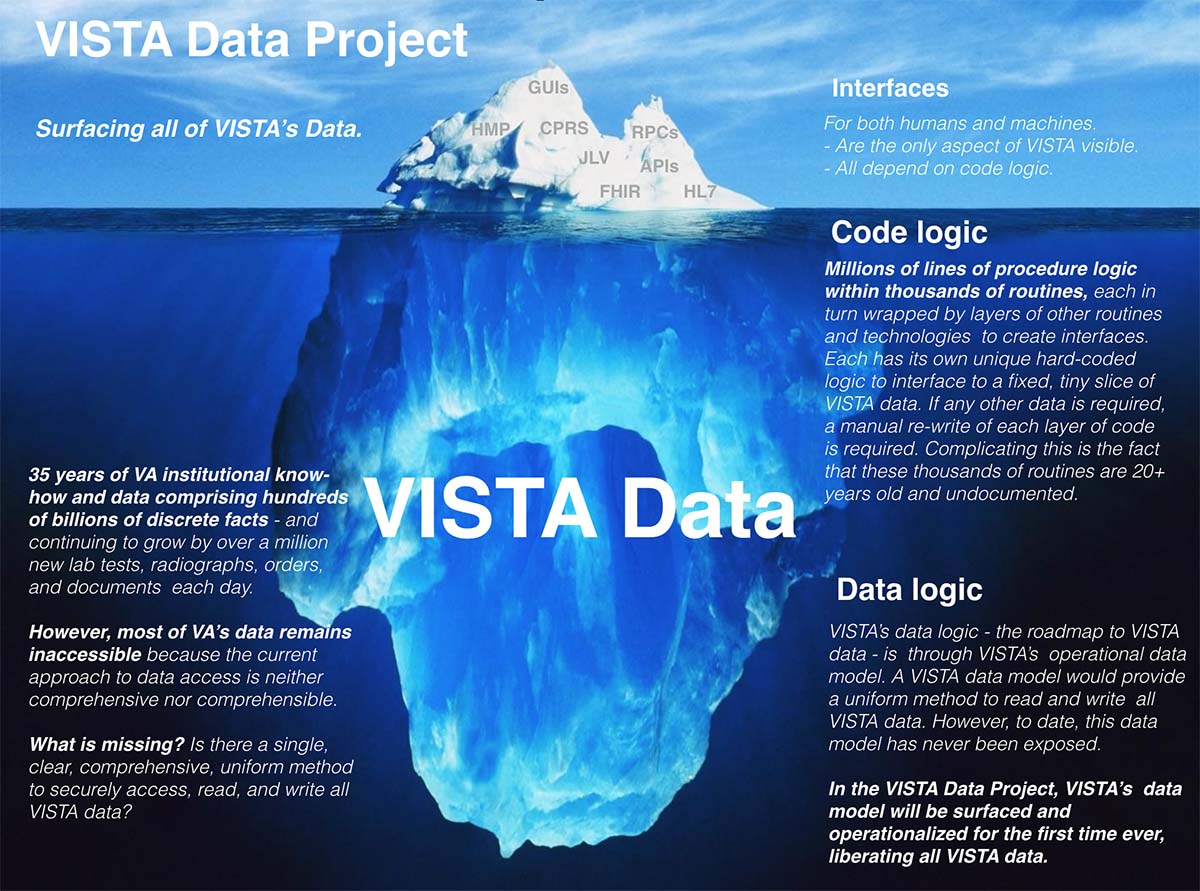 VISTA Data Project
Surfacing all of VISTA's Data.
GUIs
HMP
CPRS
RPCs
JLV
APIs
FHIR
HL7
Interfaces
For both humans and machines.
- Are the only aspect of VISTA visible.
- All depend on code logic.
Code logic
Millions of lines of procedure logic
within thousands of routines, each in
turn wrapped by layers of other routines
and technologies to create interfaces.
Each has its own unique hard-coded
logic to interface to a fixed, tiny slice of
VISTA data. If any other data is required,
a manual re-write of each layer of code
is required. Complicating this is the fact
that these thousands of routines are 20+
years old and undocumented.
35 years of VA institutional know-
how and data comprising hundreds
of billions of discrete facts - and
continuing to grow by over a million
new lab tests, radiographs, orders,
and documents each day.
However, most of VA's data remains
inaccessible because the current
approach to data access is neither
comprehensive nor comprehensible.
What is missing? Is there a single,
clear, comprehensive, uniform method
to securely access, read, and write all
VISTA data?
VISTA Data
Data logic
VISTA's data logic - the roadmap to VISTA
data - is through VISTA's operational data
model. A VISTA data model would provide
a uniform method to read and write all
VISTA data. However, to date, this data
model has never been exposed.
In the VISTA Data Project, VISTA's data
model will be surfaced and
operationalized for the first time ever,
liberating all VISTA data.